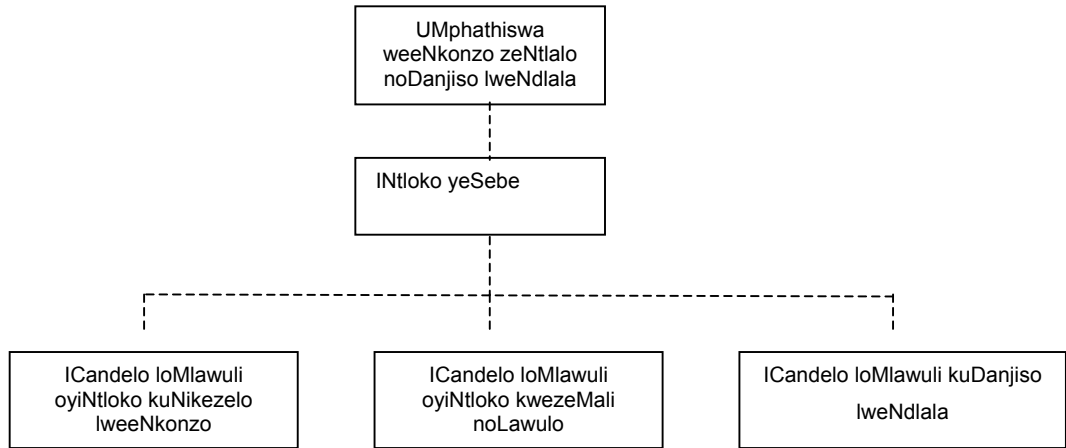 UMphathiswa
weeNkonzo zeNtlalo
noDanjiso lweNdlala
INtloko yeSebe
ICandelo loMlawuli
oyiNtloko kuNikezelo
lweeNkonzo
ICandelo loMlawuli
oyiNtloko kwezeMali
noLawulo
ICandelo loMlawuli kuDanjiso
lweNdlala